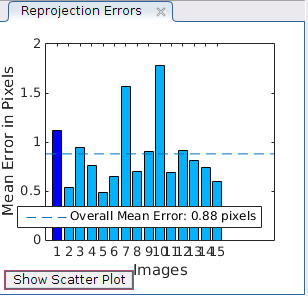 Reprojection Errors
2
1.5
1
0.5
0
Mean Error in Pixels
Overall Mean Error: 0.88 pixels
1 2 3 4 5 6 7 8 9 10 11 12 13 14 15
Images
Show Scatter Plot